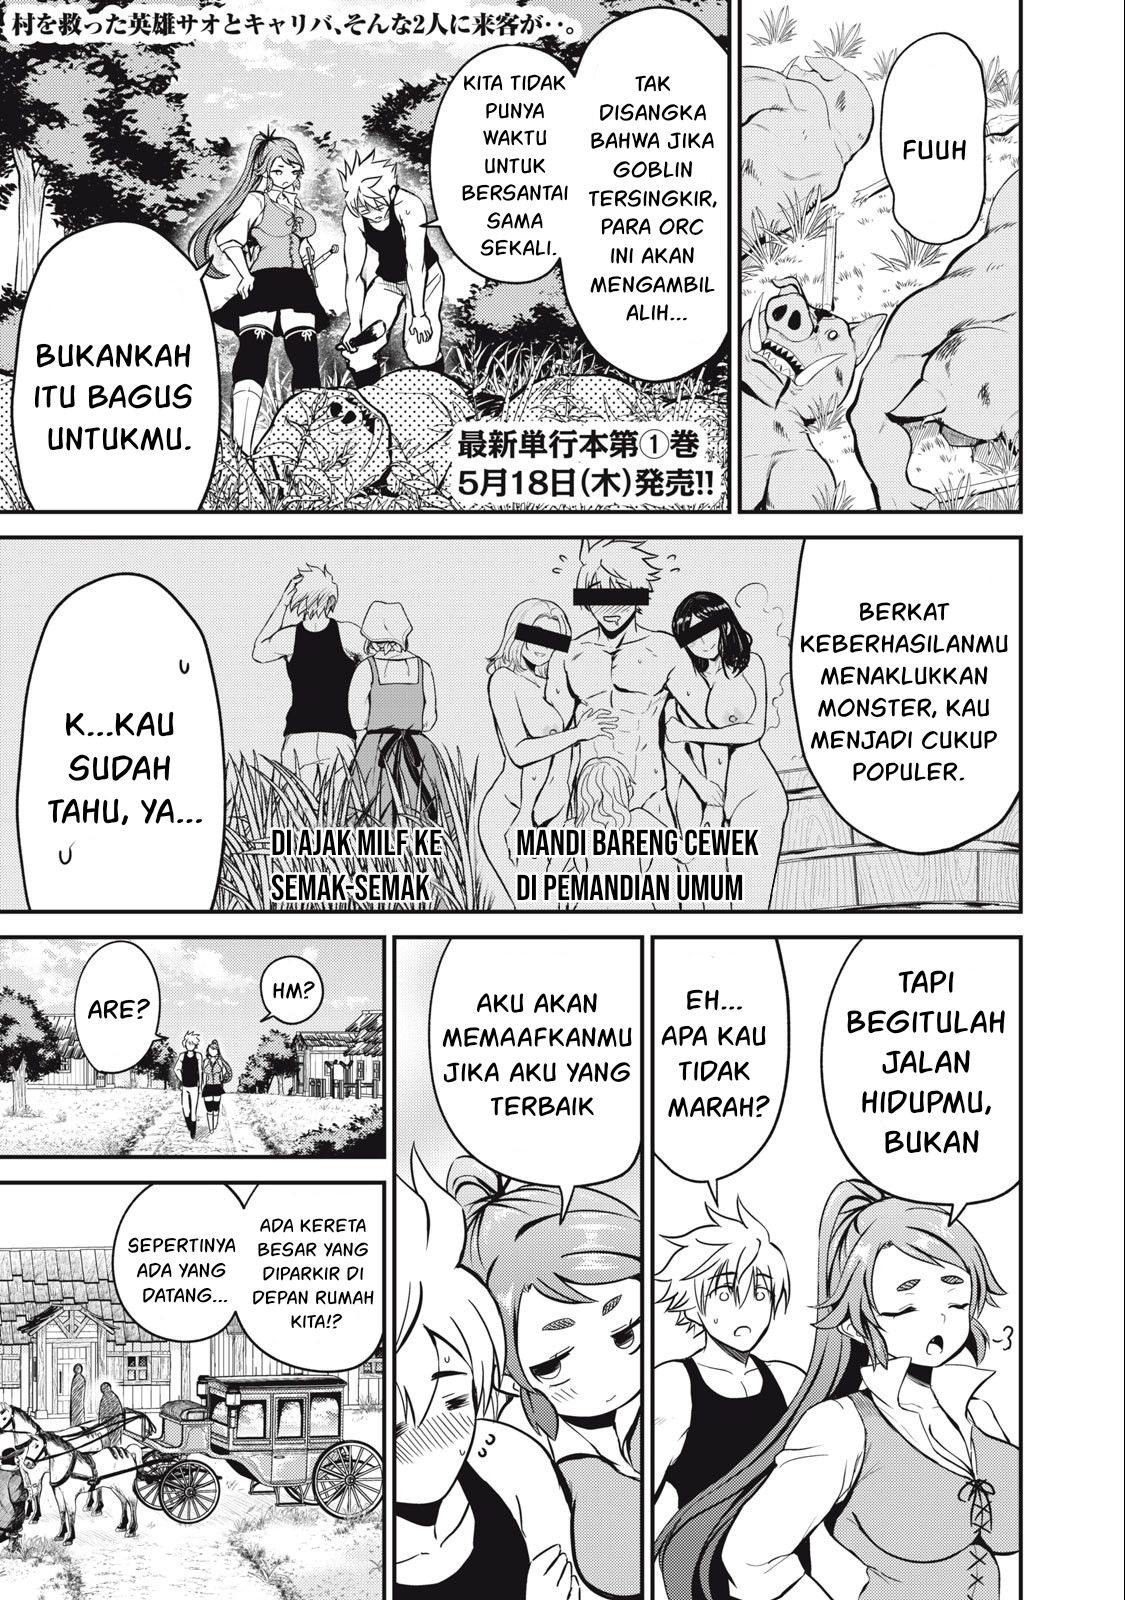 村を救った英雄サオとキャリバ、そんな2人に来客が‥。
FUUH
TAK
DISANGKA
BAHWA JIKA
GOBLIN
TERSINGKIR,
PARA ORC
INI AKAN
MENGAMBIL
ALIH...
KITA TIDAK
PUNYA
WAKTU
UNTUK
BERSANTAI
SAMA
SEKALI.
BUKANKAH
ITU BAGUS
UNTUKMU.
最新単行本第①巻
5月18日(木)発売!!
BERKAT
KEBERHASILANMU
MENAKLUKKAN
MONSTER, KAU
MENJADI CUKUP
POPULER.
MANDI BARENG CEWEK
DI PEMANDIAN UMUM
DI AJAK MILF KE
SEMAK-SEMAK
K...KAU
SUDAH
TAHU, YA...
TAPI
BEGITULAH
JALAN
HIDUPMU,
BUKAN
EH...
APA KAU
TIDAK
MARAH?
AKU AKAN
MEMAAFKANMU
JIKA AKU YANG
TERBAIK
HM?
ARE?
ADA KERETA
BESAR YANG
DIPARKIR DI
DEPAN RUMAH
KITA!?
SEPERTINYA
ADA YANG
DATANG...